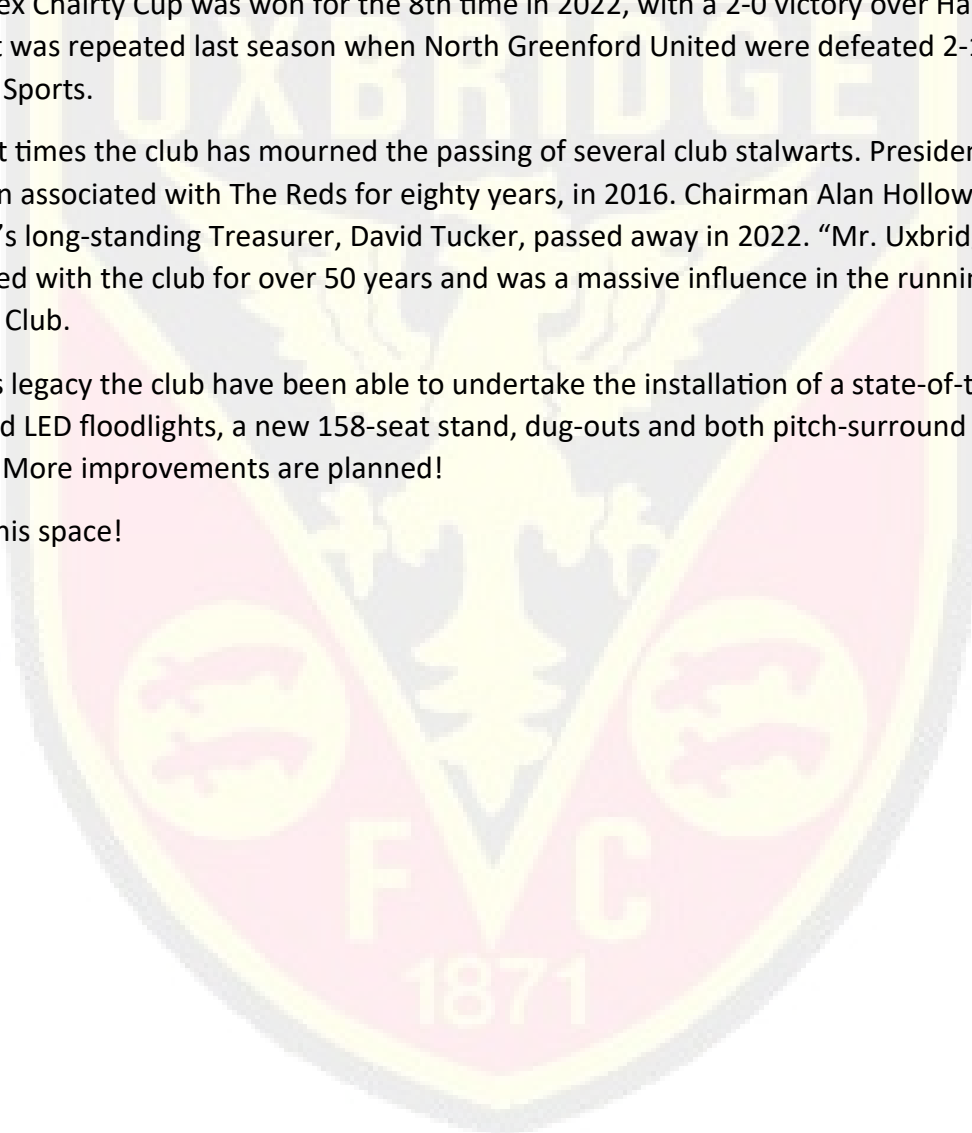 ex Chairty Cup was won for the 8th time in 2022, with a 2-0 victory over Ha
t was repeated last season when North Greenford United were defeated 2-
Sports.
t times the club has mourned the passing of several club stalwarts. Presiden
n associated with The Reds for eighty years, in 2016. Chairman Alan Hollow
’s long-standing Treasurer, David Tucker, passed away in 2022. “Mr. Uxbrid
ed with the club for over 50 years and was a massive influence in the runnin
Club.
s legacy the club have been able to undertake the installation of a state-of-t
d LED floodlights, a new 158-seat stand, dug-outs and both pitch-surround
More improvements are planned!
his space!
UXBRIDGE
F C
1871